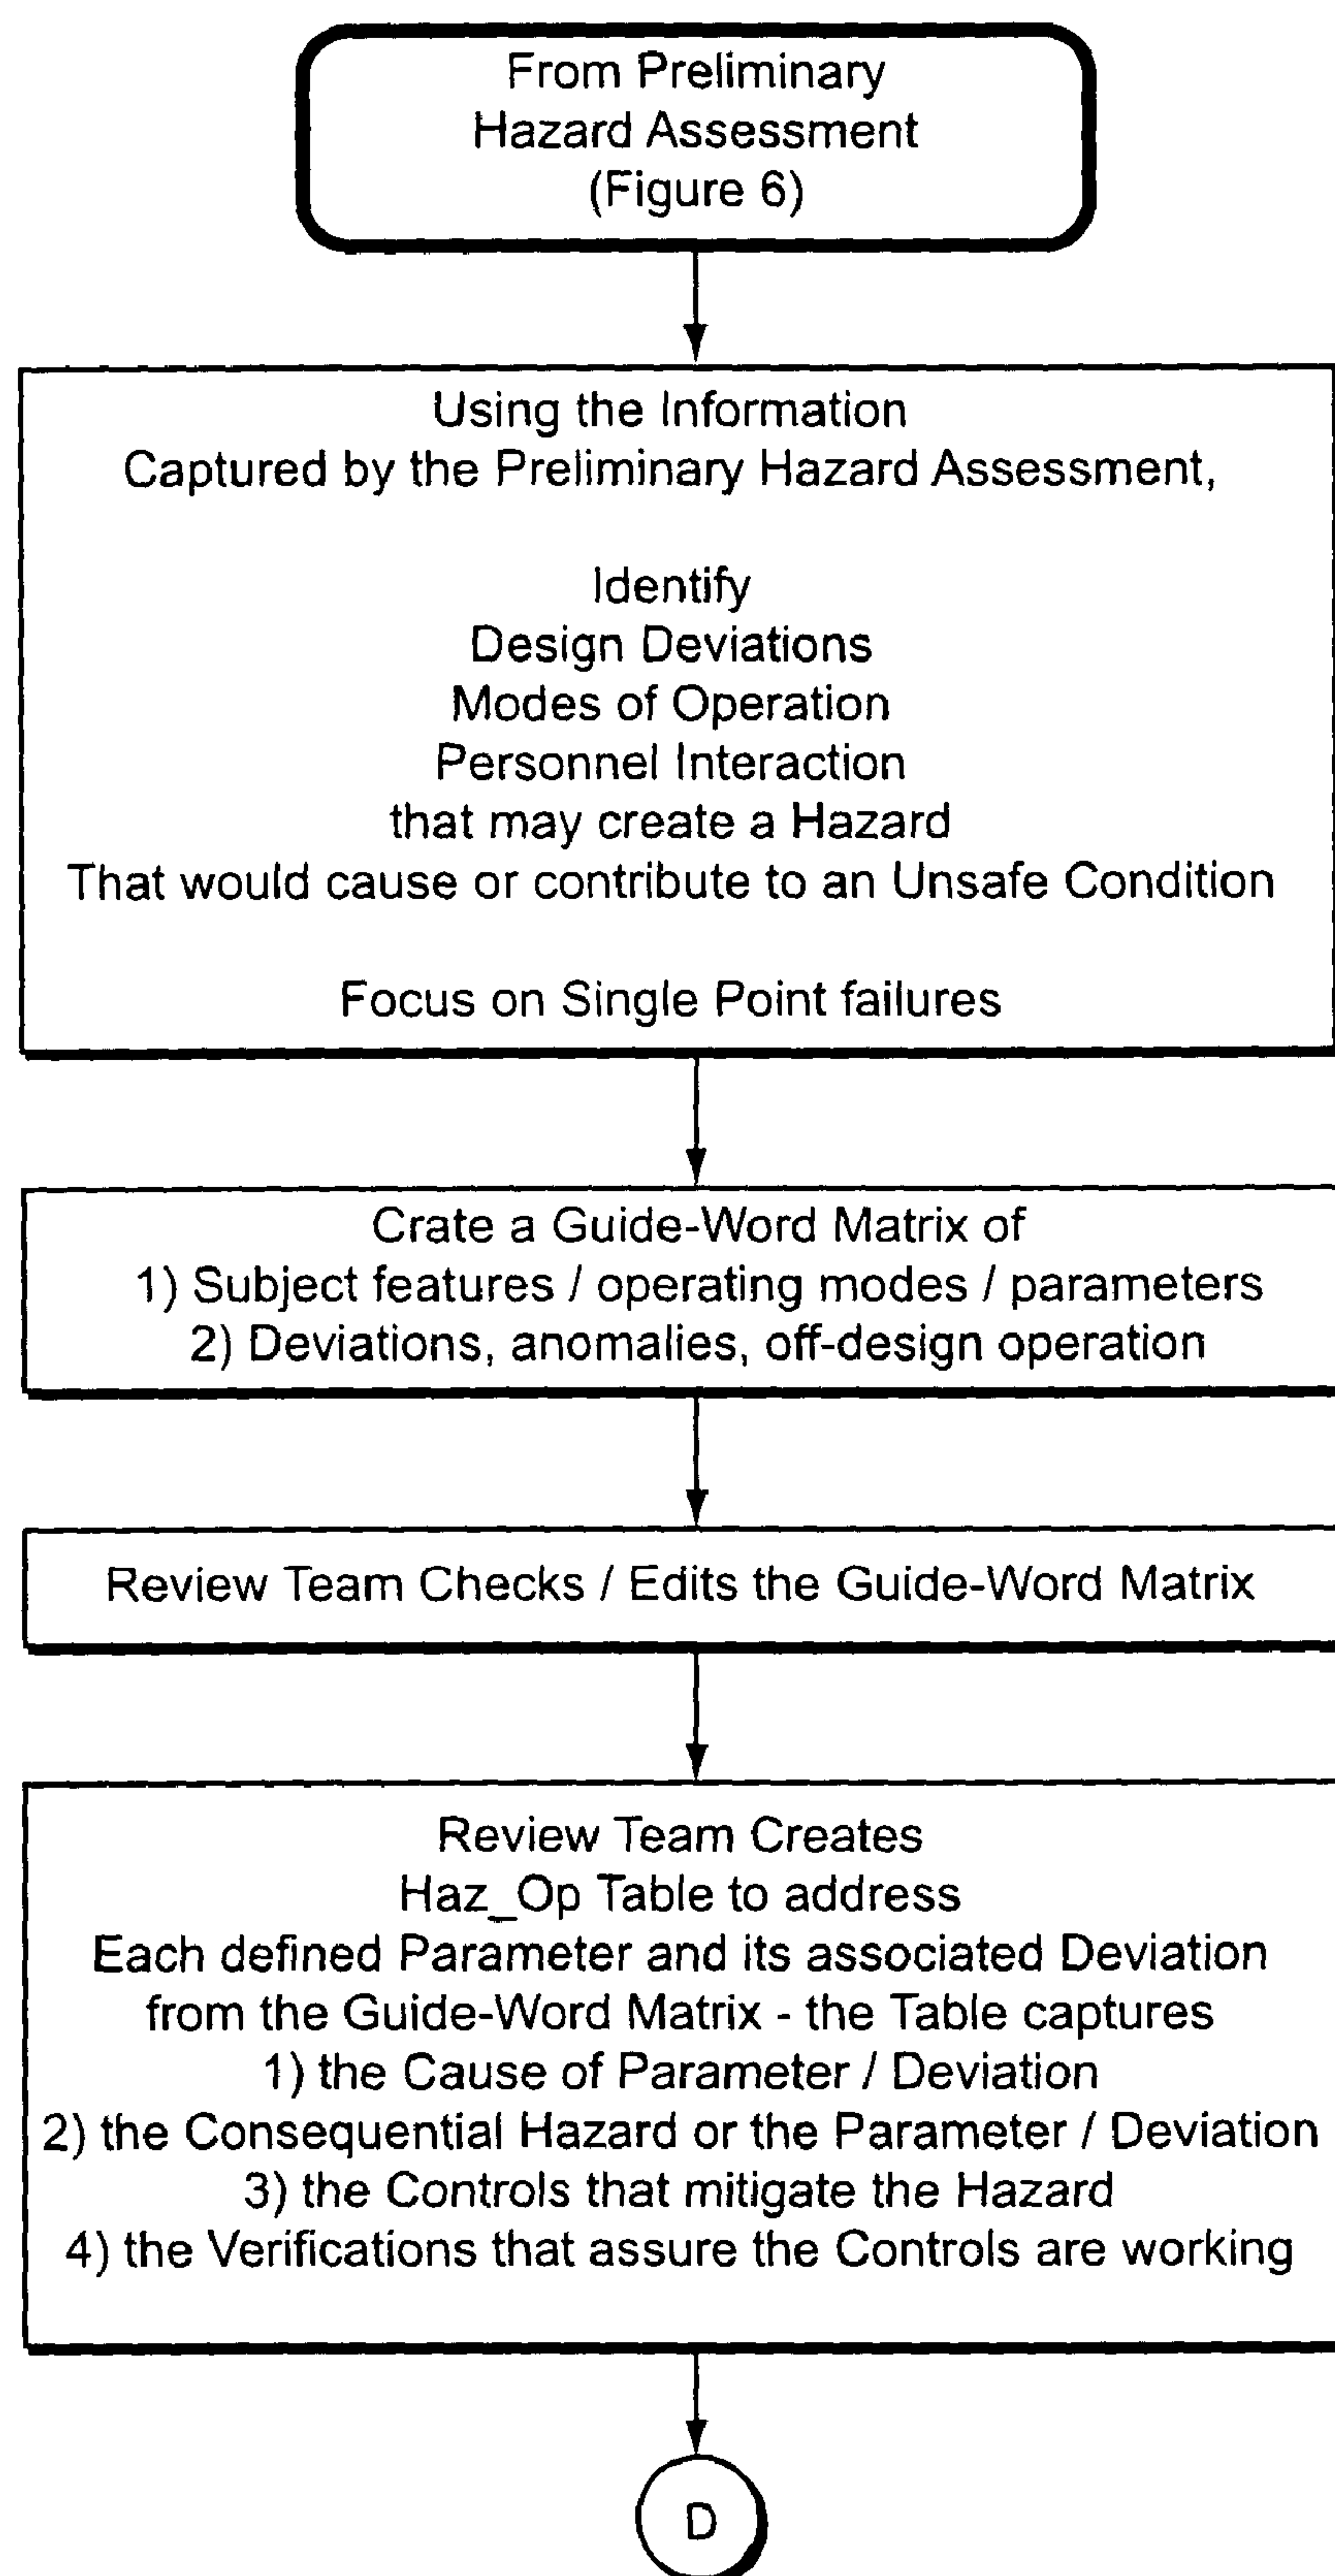 From Preliminary
Hazard Assessment
(Figure 6)
Using the Information
Captured by the Preliminary Hazard Assessment,
Identify
Design Deviations
Modes of Operation
Personnel Interaction
that may create a Hazard
That would cause or contribute to an Unsafe Condition
Focus on Single Point failures
Crate a Guide-Word Matrix of
1) Subject features / operating modes / parameters
2) Deviations, anomalies, off-design operation
Review Team Checks / Edits the Guide-Word Matrix
Review Team Creates
Haz_Op Table to address
Each defined Parameter and its associated Deviation
from the Guide-Word Matrix - the Table captures
1) the Cause of Parameter / Deviation
2) the Consequential Hazard or the Parameter / Deviation
3) the Controls that mitigate the Hazard
4) the Verifications that assure the Controls are working
D